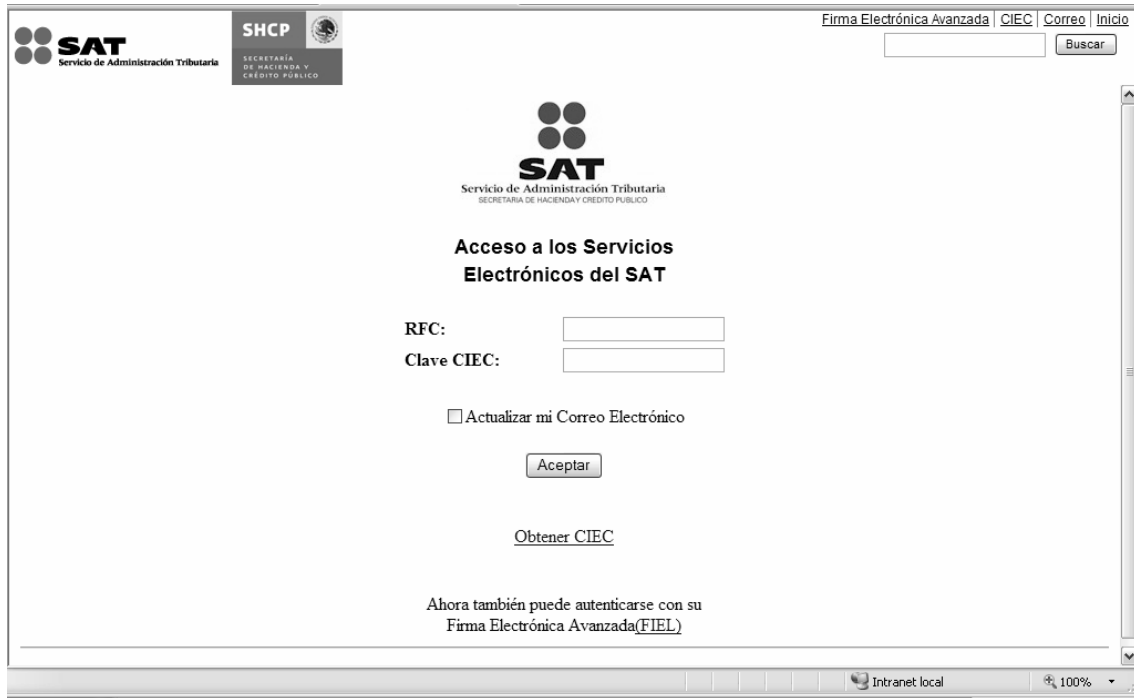 Firma Electrónica Avanzada | CIEC | Correo | Inicio
Buscar
SAT
Servicio de Administración Tributaria
SHCP
SECRETARÍA
DE HACIENDA Y
CRÉDITO PÚBLICO
SAT
Servicio de Administración Tributaria
SECRETARIA DE HACIENDA Y CREDITO PUBLICO
Acceso a los Servicios
Electrónicos del SAT
RFC:
Clave CIEC:
Actualizar mi Correo Electrónico
Aceptar
Obtener CIEC
Ahora también puede autenticarse con su
Firma Electrónica Avanzada(FIEL)
Intranet local
100%